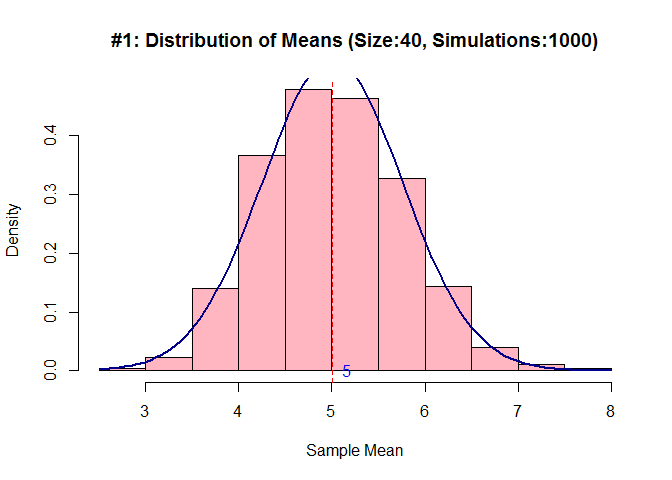 #1: Distribution of Means (Size:40, Simulations:1000)
Density
0.4
0.3
0.2
0.1
0.0
5
3 4 5 6 7 8
Sample Mean